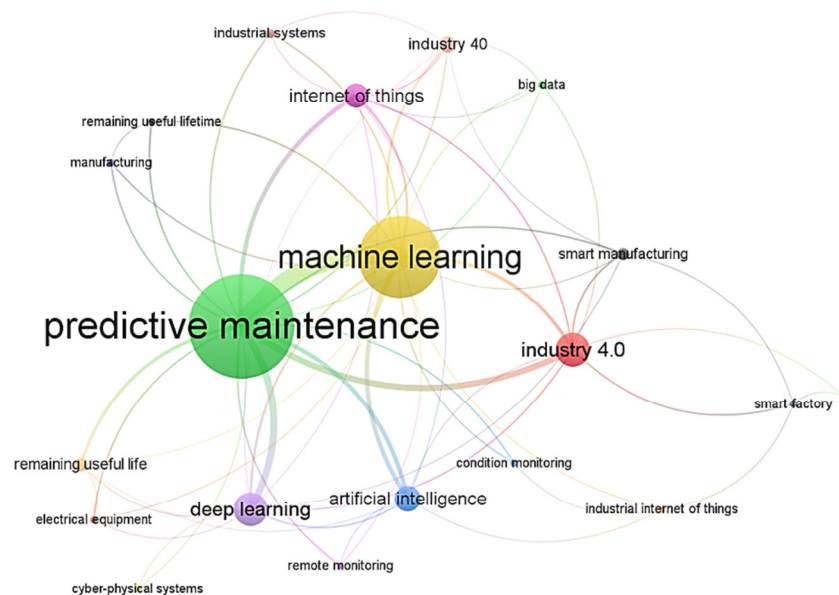 industrial systems
industry 40
big data
internet of things
remaining useful lifetime
manufacturing
machine learning
smart manufacturing
predictive maintenance
industry 4.0
smart factory
remaining useful life
condition monitoring
artificial intelligence
deep learning
industrial internet of things
electrical equipment
remote monitoring
cyber-physical systems